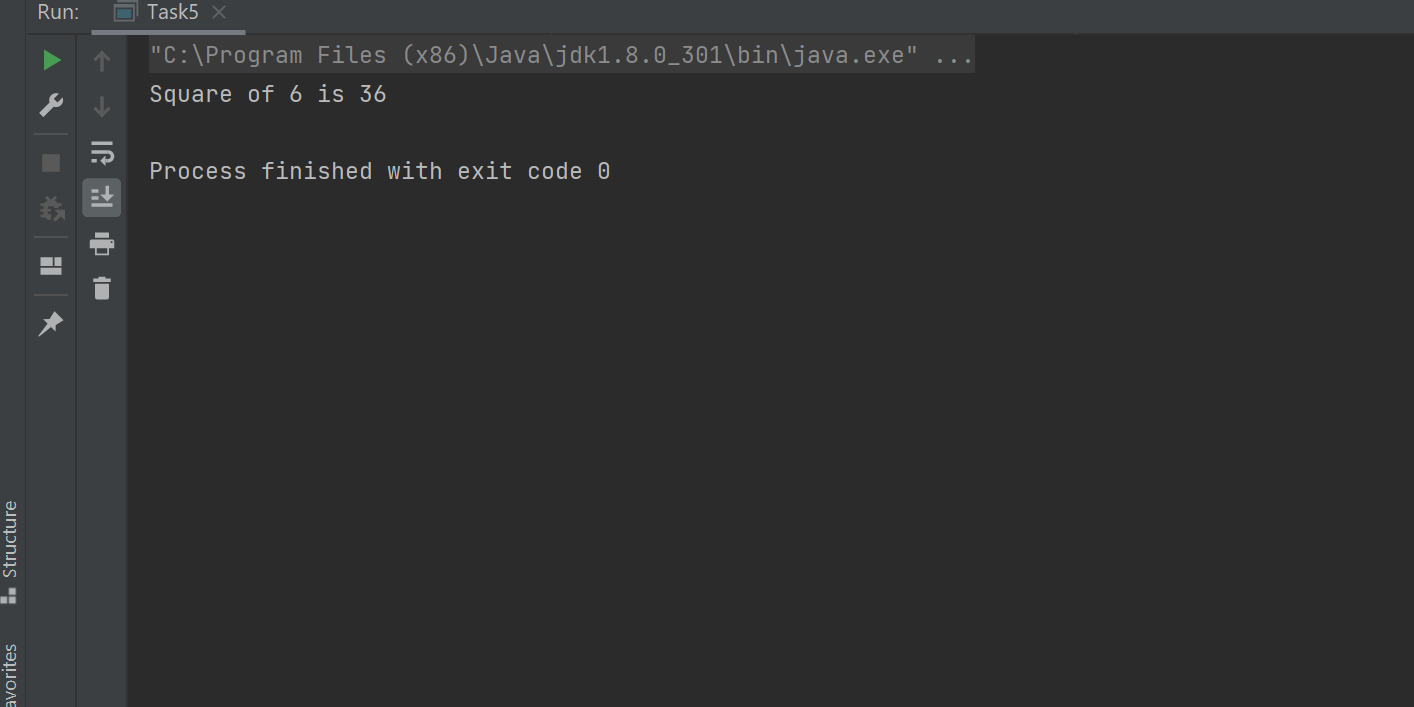 Run: Task5
"C:\Program Files (x86)\Java\jdk1.8.0_301\bin\java.exe" ...
Square of 6 is 36
Process finished with exit code 0
Structure
avorites